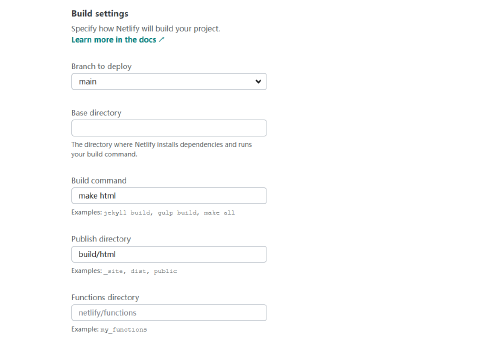 Build settings
Specify how Netlify will build your project.
Learn more in the docs ↗
Branch to deploy
main
Base directory
The directory where Netlify installs dependencies and runs
your build command.
Build command
make html
Examples: jekyll build, gulp build, make all
Publish directory
build/html
Examples: _site, dist, public
Functions directory
netlify/functions
Example: my_functions